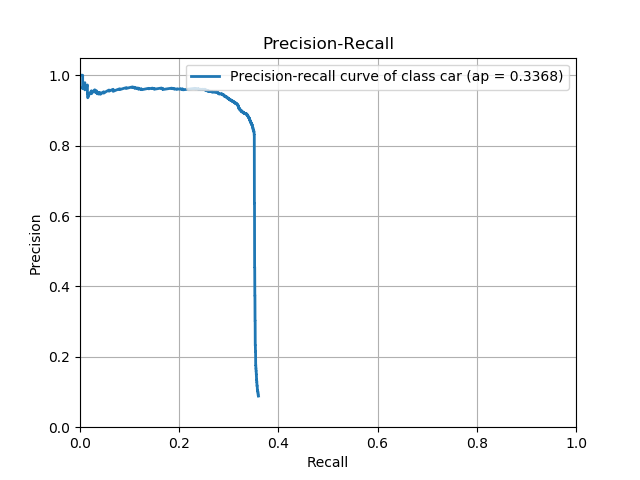 Precision-Recall
Precision-recall curve of class car (ap = 0.3368)
1.0
0.8
0.6
0.4
0.2
0.0
Precision
0.0 0.2 0.4 0.6 0.8 1.0
Recall